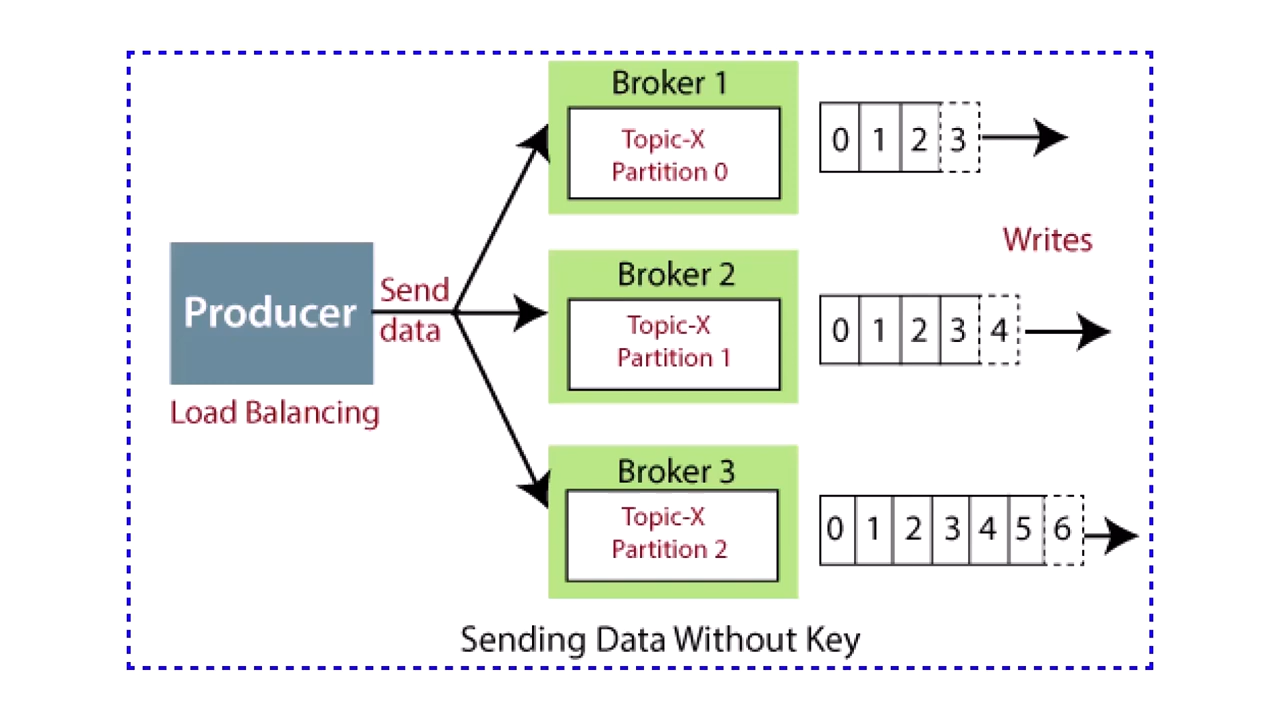 Producer
Load Balancing
Send
data
Broker 1
Topic-X
Partition 0
0 1 2 3
Writes
Broker 2
Topic-X
Partition 1
0 1 2 3 4
Broker 3
Topic-X
Partition 2
0 1 2 3 4 5 6
Sending Data Without Key